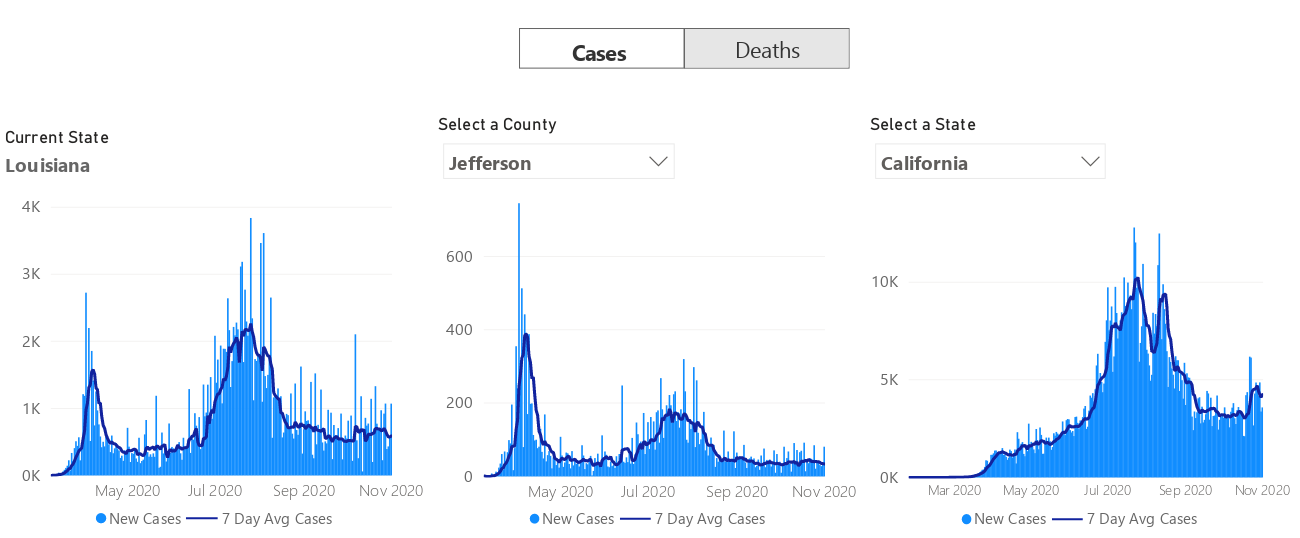 Cases
Deaths
Current State
Louisiana
4K
3K
2K
1K
0K
May 2020
Jul 2020
Sep 2020
Nov 2020
New Cases
7 Day Avg Cases
Select a County
Jefferson
600
400
200
0
May 2020
Jul 2020
Sep 2020
Nov 2020
New Cases
7 Day Avg Cases
Select a State
California
10K
5K
0K
Mar 2020
May 2020
Jul 2020
Sep 2020
Nov 2020
New Cases
7 Day Avg Cases